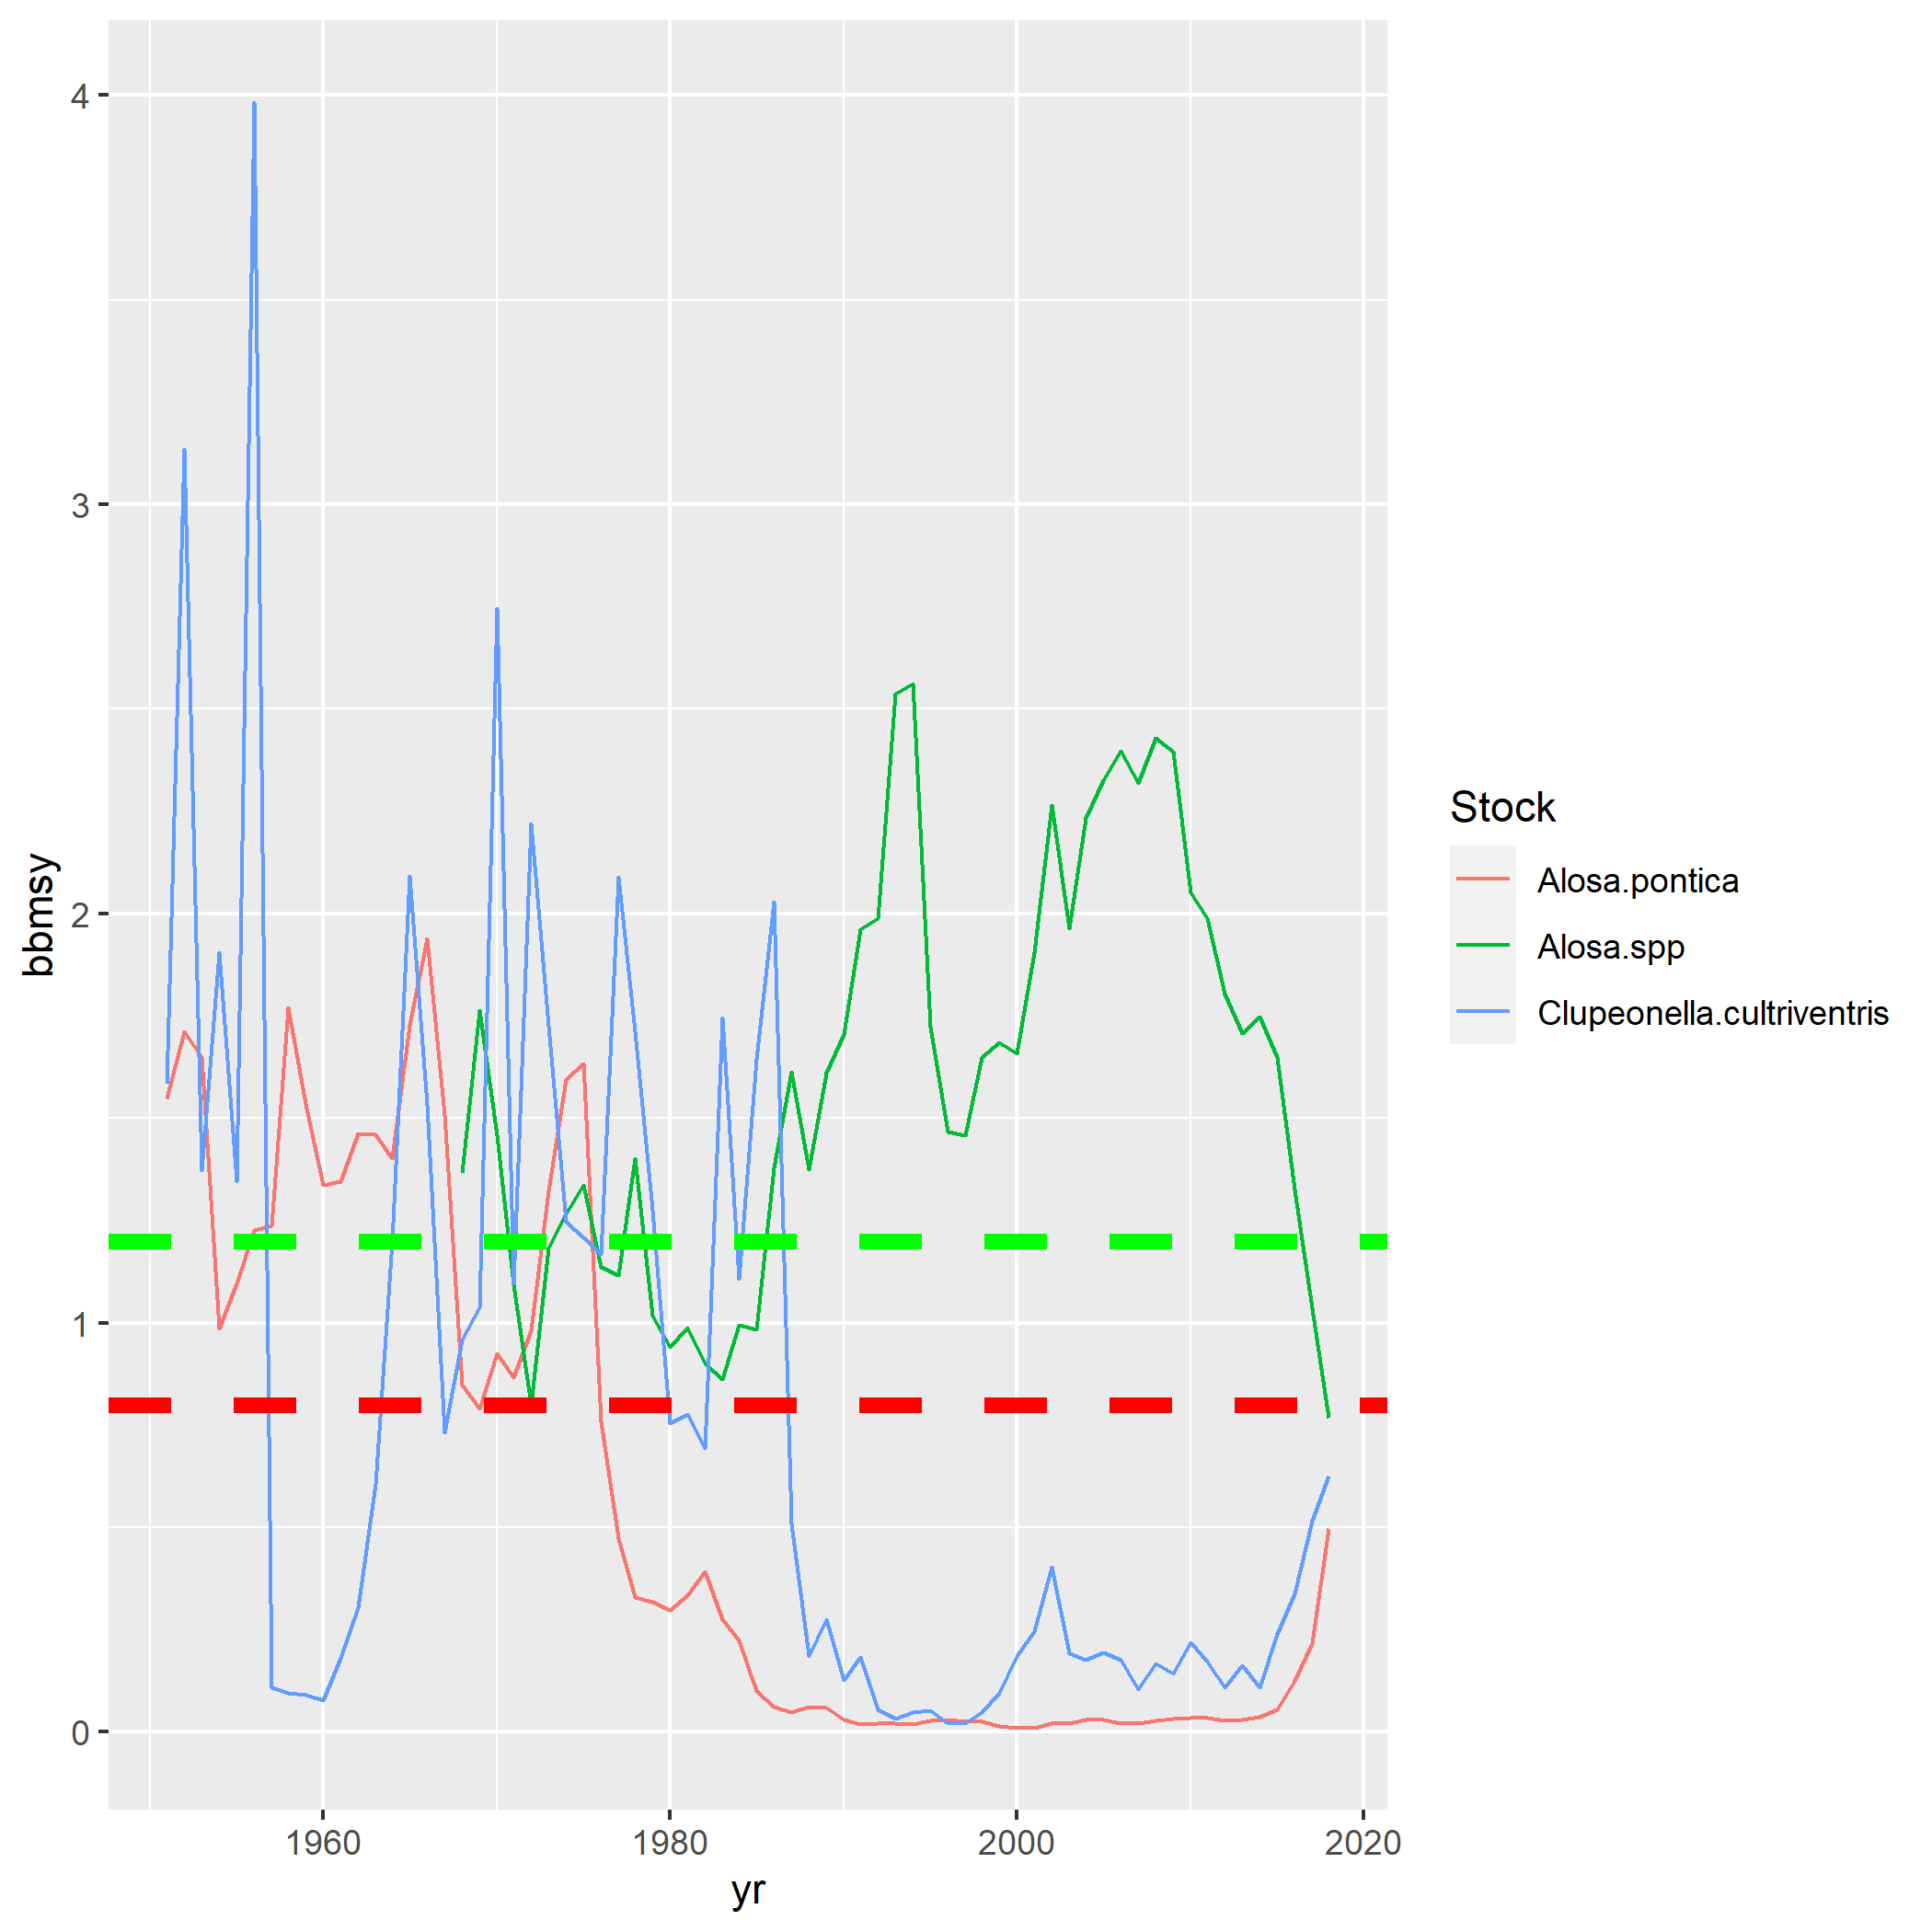 4
3
2
1
0
bbmsy
1960
1980
2000
2020
yr
Stock
Alosa.pontica
Alosa.spp
Clupeonella.cultriventris